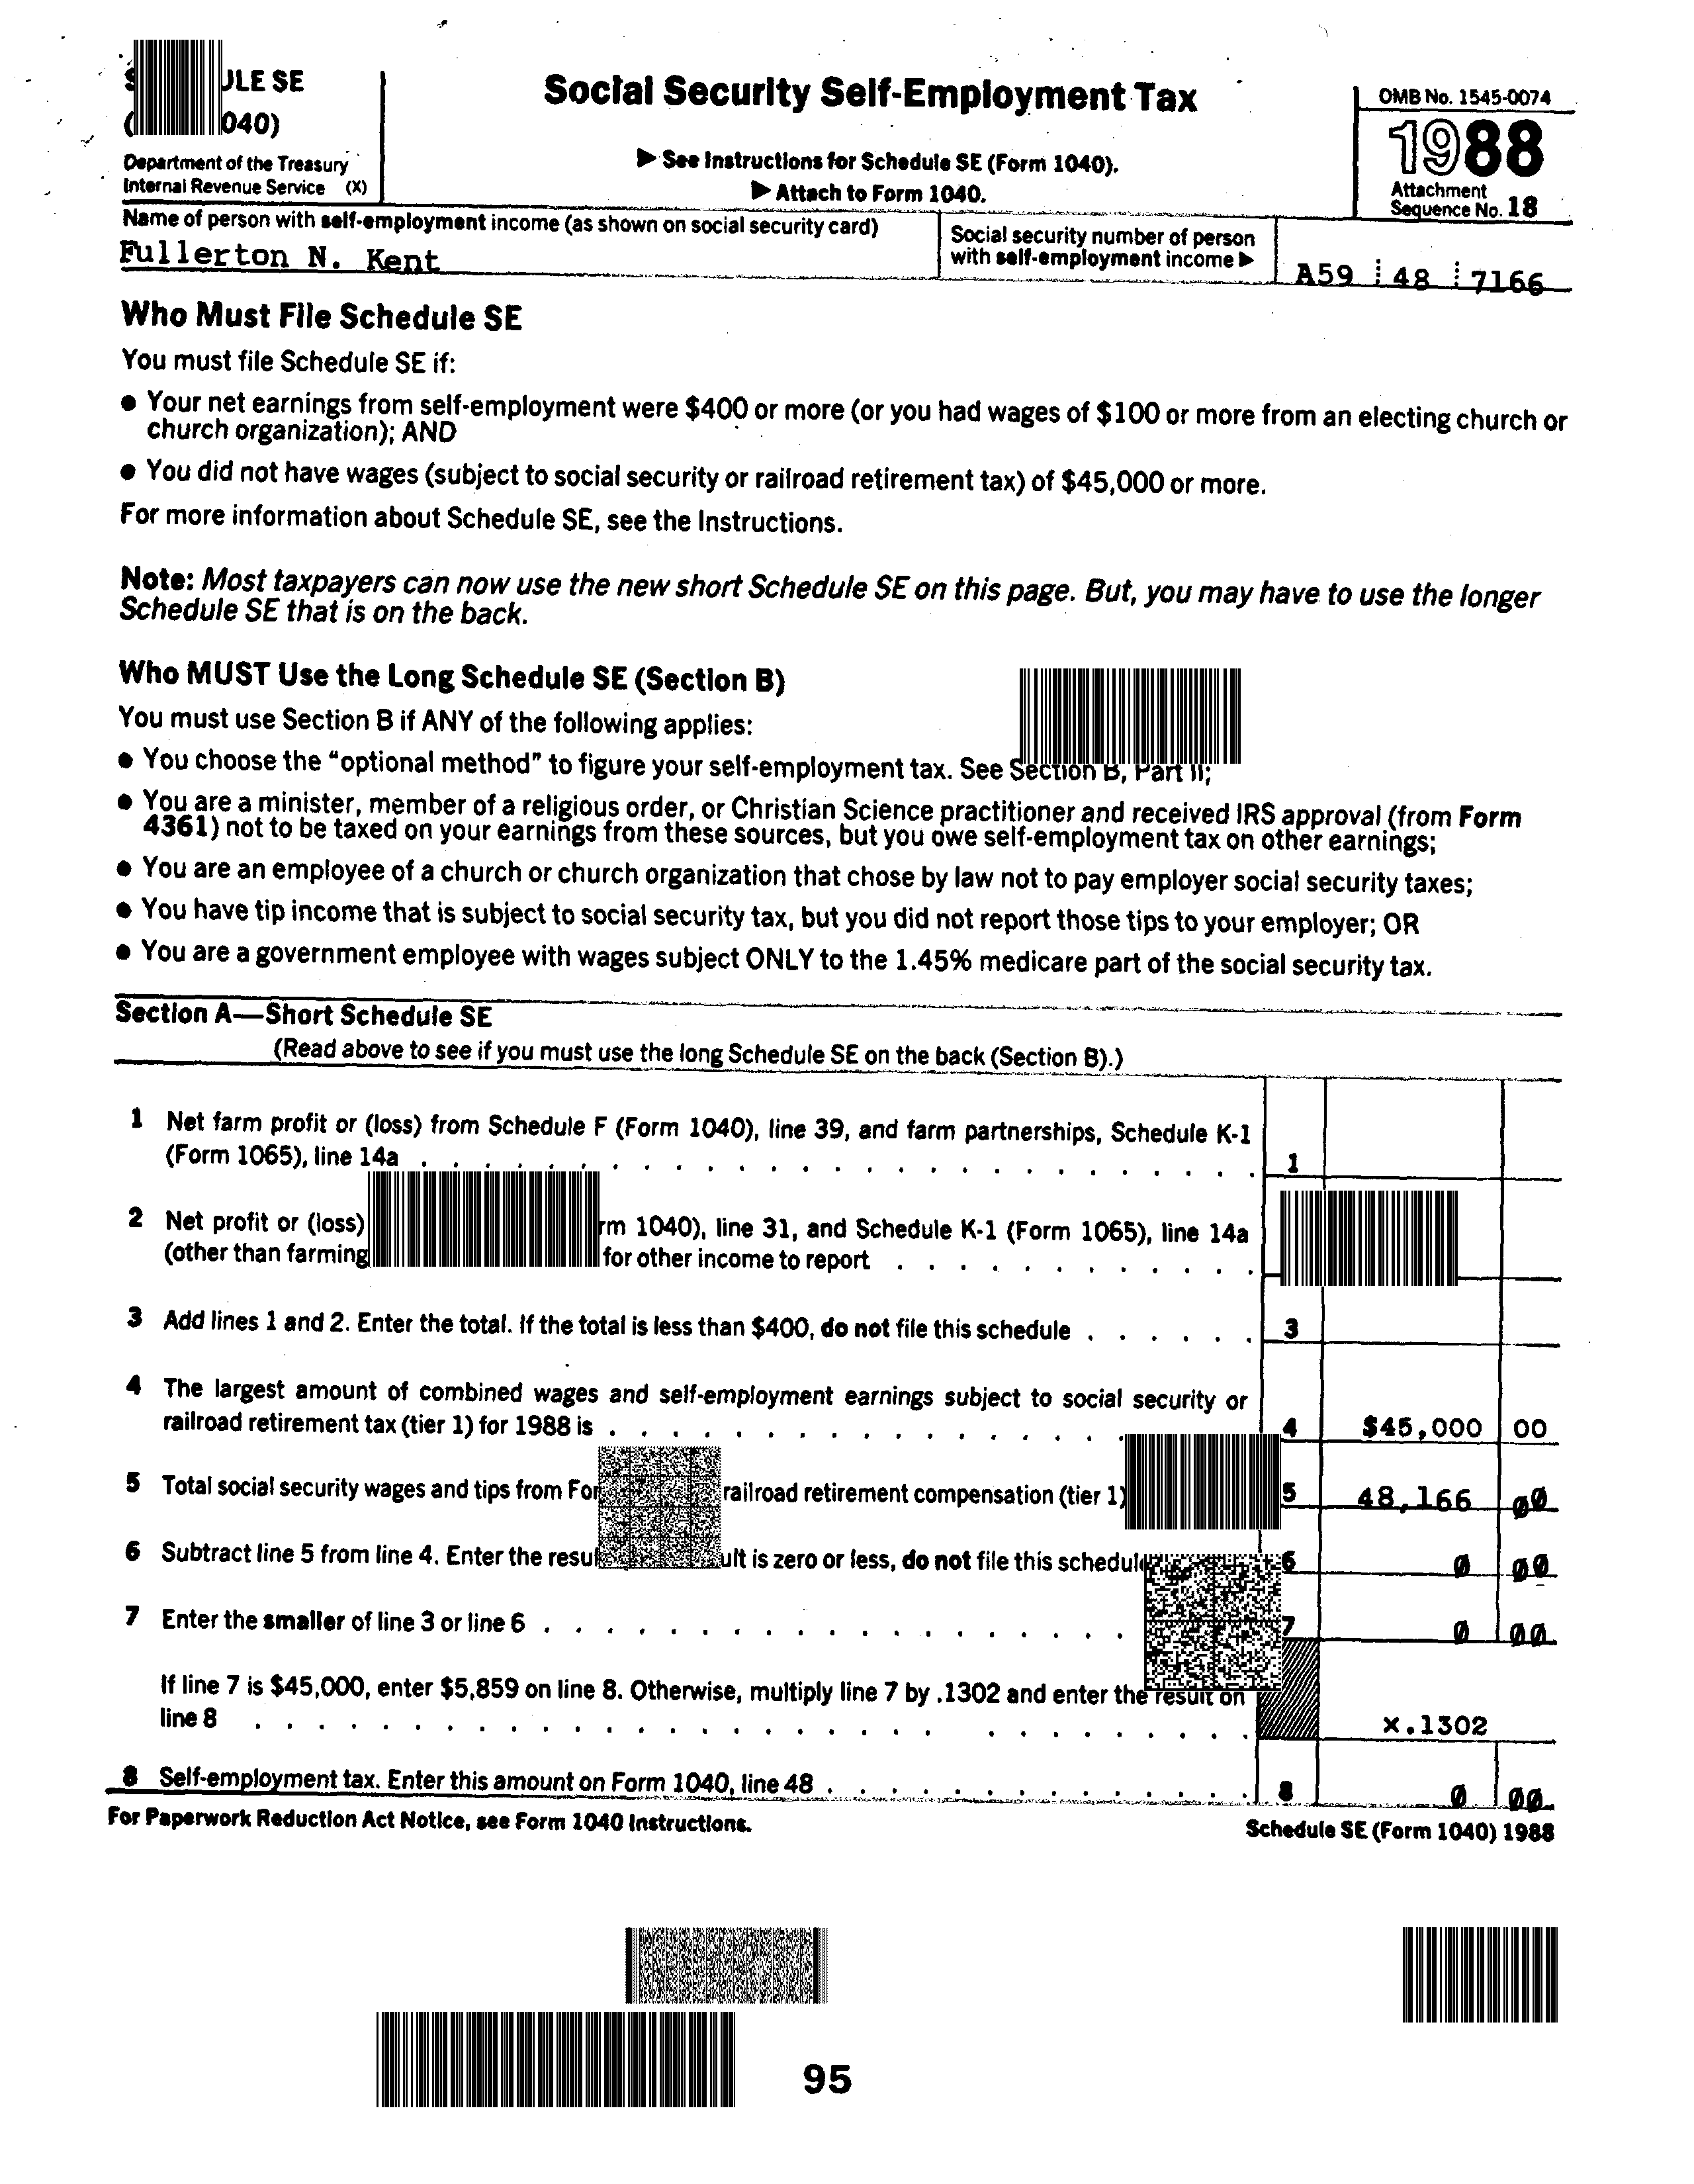 ULE SE
040)
Department of the Treasury
Internal Revenue Service (X)
Social Security Self-Employment Tax
▶ See Instructions for Schedule SE (Form 1040).
▶ Attach to Form 1040.
OMB No. 1545-0074
1988
Attachment
Sequence No. 18
Name of person with self-employment income (as shown on social security card)
Fullerton N. Kent
Social security number of person
with self-employment income ▶
A59 48 7166
Who Must File Schedule SE
You must file Schedule SE if:
● Your net earnings from self-employment were $400 or more (or you had wages of $100 or more from an electing church or
church organization); AND
● You did not have wages (subject to social security or railroad retirement tax) of $45,000 or more.
For more information about Schedule SE, see the Instructions.
Note: Most taxpayers can now use the new short Schedule SE on this page. But, you may have to use the longer
Schedule SE that is on the back.
Who MUST Use the Long Schedule SE (Section B)
You must use Section B if ANY of the following applies:
● You choose the "optional method" to figure your self-employment tax. See Section B, Part II;
● You are a minister, member of a religious order, or Christian Science practitioner and received IRS approval (from Form
4361) not to be taxed on your earnings from these sources, but you owe self-employment tax on other earnings;
● You are an employee of a church or church organization that chose by law not to pay employer social security taxes;
● You have tip income that is subject to social security tax, but you did not report those tips to your employer; OR
● You are a government employee with wages subject ONLY to the 1.45% medicare part of the social security tax.
Section A—Short Schedule SE
(Read above to see if you must use the long Schedule SE on the back (Section B).)
1 Net farm profit or (loss) from Schedule F (Form 1040), line 39, and farm partnerships, Schedule K-1
(Form 1065), line 14a 1
2 Net profit or (loss) rm 1040), line 31, and Schedule K-1 (Form 1065), line 14a
(other than farming for other income to report
3 Add lines 1 and 2. Enter the total. If the total is less than $400, do not file this schedule 3
4 The largest amount of combined wages and self-employment earnings subject to social security or
railroad retirement tax (tier 1) for 1988 is 4 $45,000 00
5 Total social security wages and tips from For railroad retirement compensation (tier 1) 5 48,166 00
6 Subtract line 5 from line 4. Enter the resul ult is zero or less, do not file this schedule 6 0 00
7 Enter the smaller of line 3 or line 6 7 0 00
If line 7 is $45,000, enter $5,859 on line 8. Otherwise, multiply line 7 by .1302 and enter the result on
line 8 x.1302
8 Self-employment tax. Enter this amount on Form 1040, line 48 8 0 00
For Paperwork Reduction Act Notice, see Form 1040 Instructions.
Schedule SE (Form 1040) 1988
95